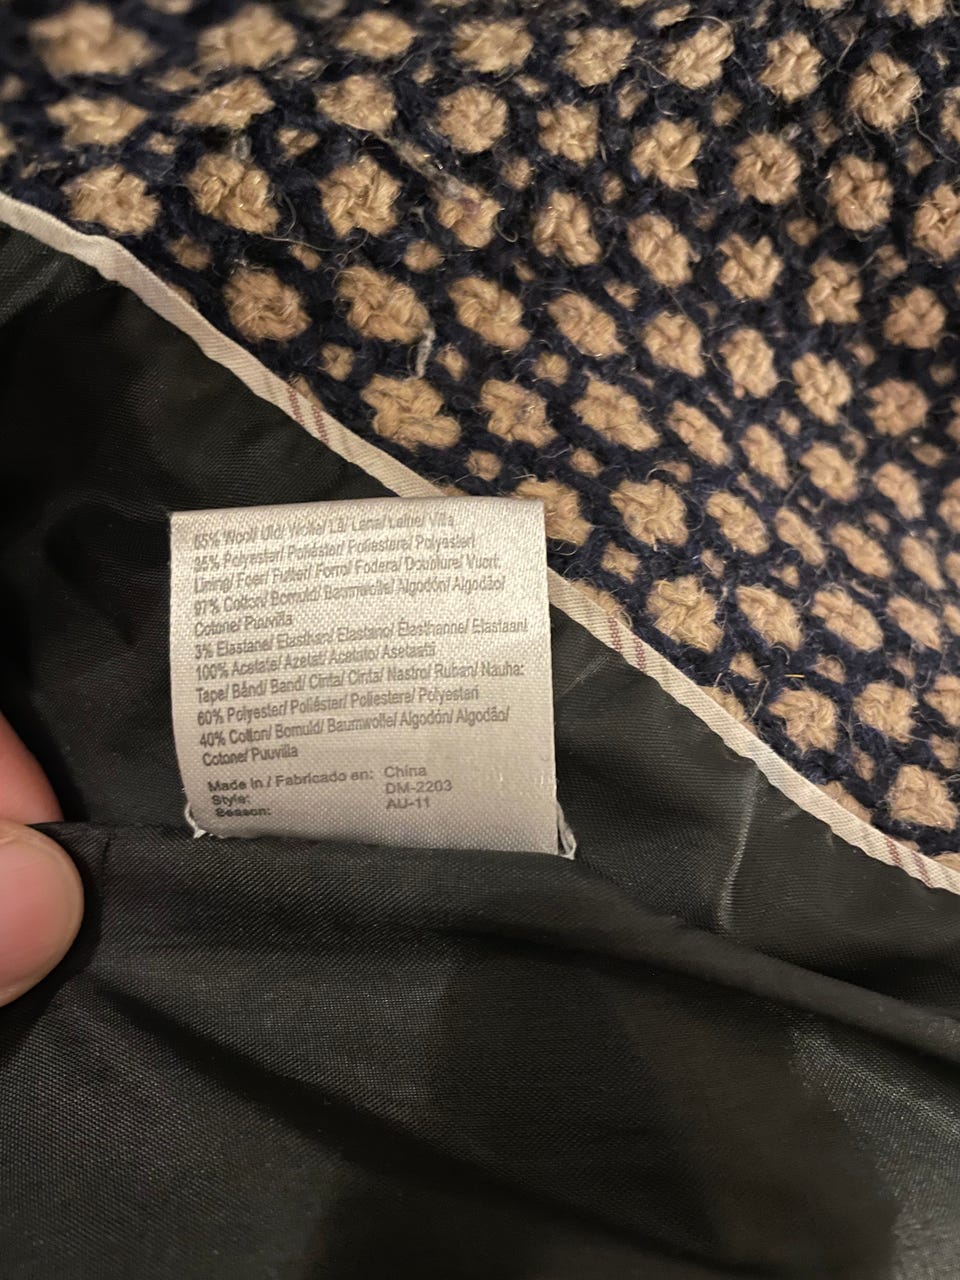 65% Wool/ Uld/ Wolle/ Lã/ Lana/ Laine/ Villa
35% Polyester/ Poliéster/ Poliestere/ Polyesteri
Lining/ Foer/ Futter/ Forro/ Fodera/ Doublure/ Vuori:
97% Cotton/ Bomuld/ Baumwolle/ Algodón/ Algodão/
Cotone/ Puuvilla
3% Elastane/ Elasthan/ Elastano/ Elasthanne/ Elastaani
100% Acetate/ Azetat/ Acetato/ Asetaatti
Tape/ Bånd/ Band/ Cinta/ Cinta/ Nastro/ Ruban/ Nauha:
60% Polyester/ Poliéster/ Poliestere/ Polyesteri
40% Cotton/ Bomuld/ Baumwolle/ Algodón/ Algodão/
Cotone/ Puuvilla
Made in / Fabricado en: China
Style: DM-2203
Season: AU-11